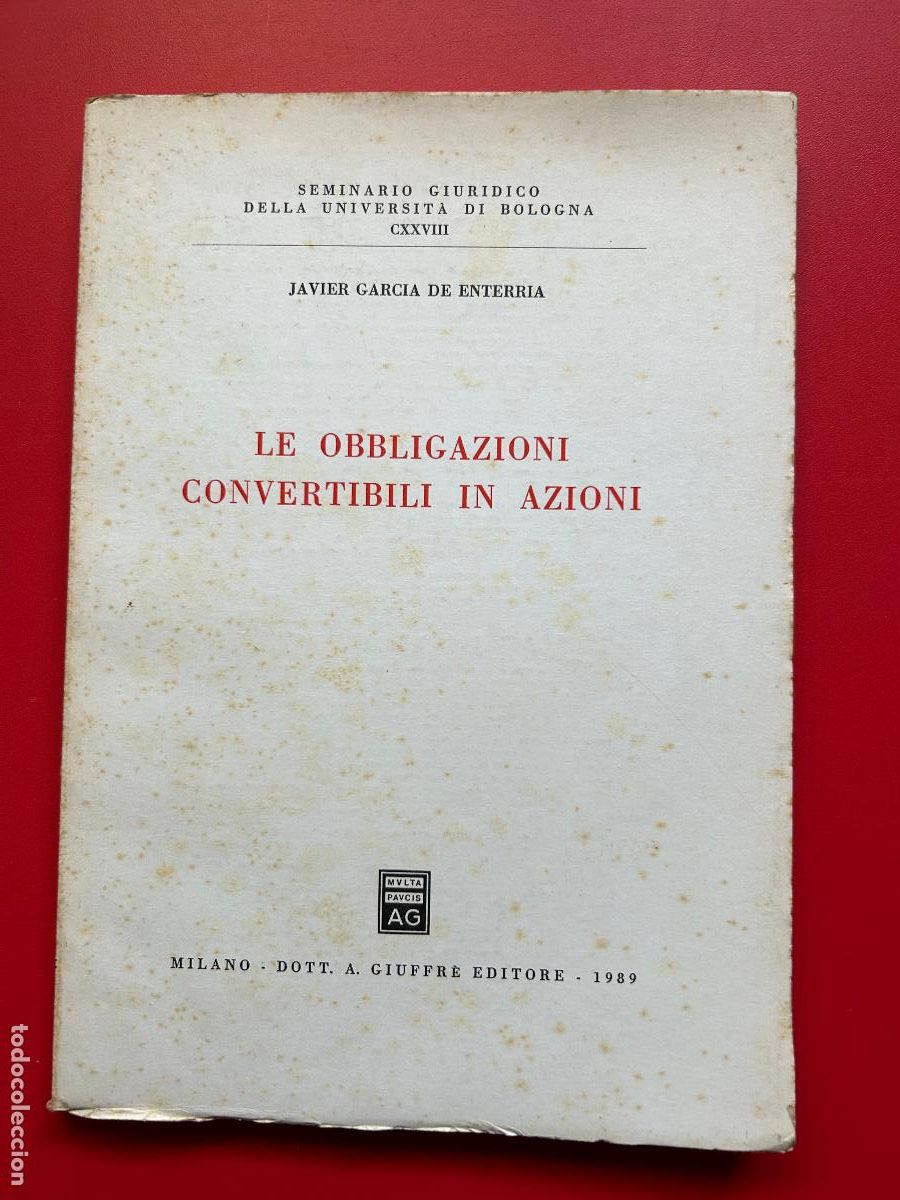 SEMINARIO GIURIDICO
DELLA UNIVERSITÀ DI BOLOGNA
CXXVIII
JAVIER GARCIA DE ENTERRIA
LE OBBLIGAZIONI
CONVERTIBILI IN AZIONI
MVLTA
PAVCIS
AG
MILANO - DOTT. A. GIUFFRÈ EDITORE - 1989
todocoleccion